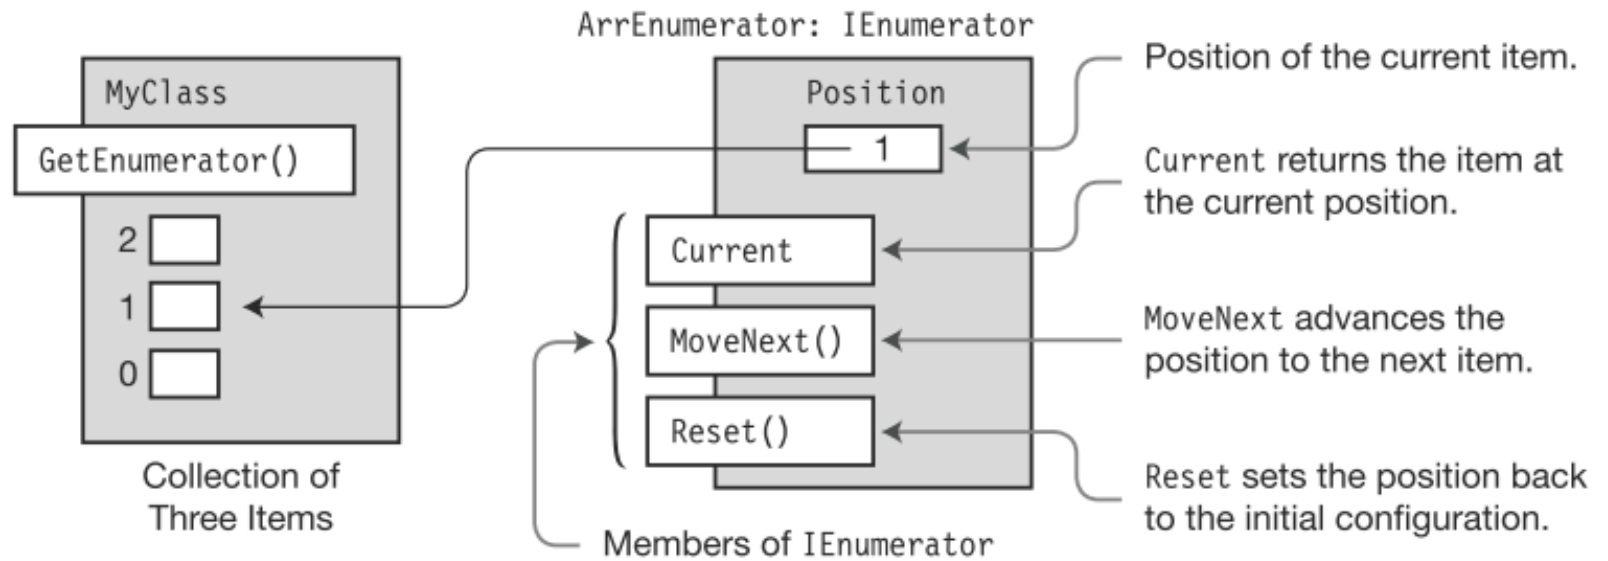 ArrEnumerator: IEnumerator
MyClass
GetEnumerator()
2
1
0
Collection of
Three Items
Position
1
Current
MoveNext()
Reset()
Members of IEnumerator
Position of the current item.
Current returns the item at
the current position.
MoveNext advances the
position to the next item.
Reset sets the position back
to the initial configuration.